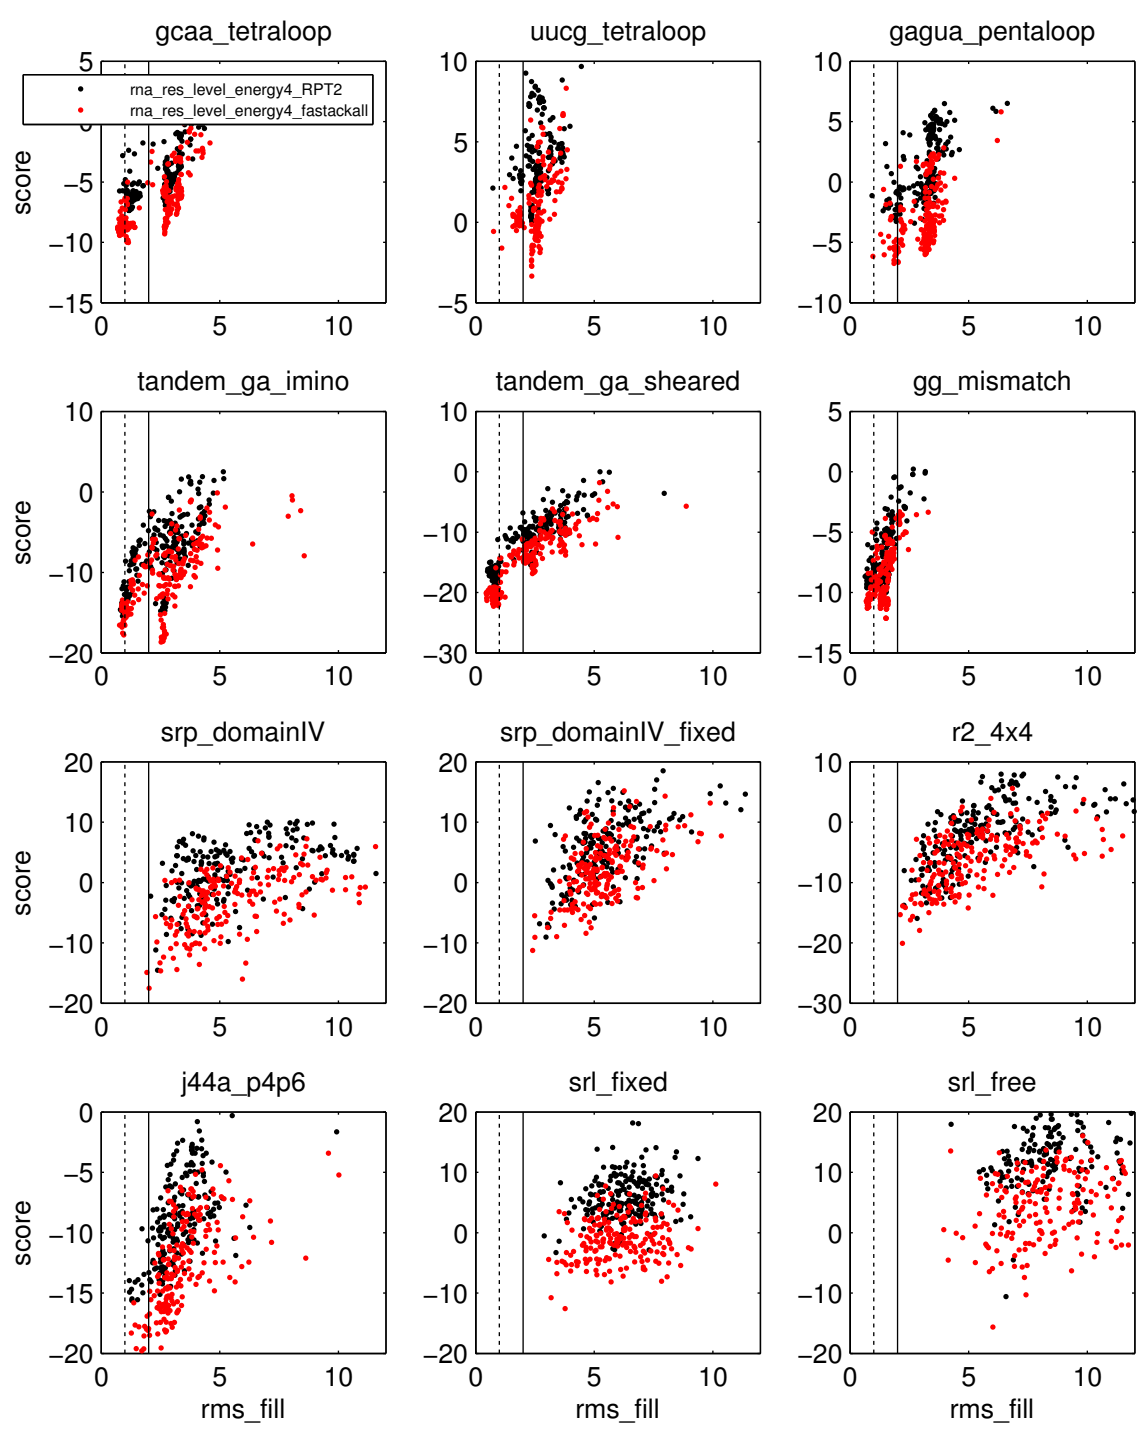 gcaa_tetraloop uucg_tetraloop gagua_pentaloop
rna_res_level_energy4_RPT2
rna_res_level_energy4_fastackall
score
5
0
−5
−10
−15
0 5 10
10
5
0
−5
0 5 10
10
5
0
−5
−10
0 5 10
tandem_ga_imino tandem_ga_sheared gg_mismatch
score
10
0
−10
−20
0 5 10
10
0
−10
−20
−30
0 5 10
5
0
−5
−10
−15
0 5 10
srp_domainIV srp_domainIV_fixed r2_4x4
score
20
10
0
−10
−20
0 5 10
20
10
0
−10
−20
0 5 10
10
0
−10
−20
−30
0 5 10
j44a_p4p6 srl_fixed srl_free
score
0
−5
−10
−15
−20
0 5 10
rms_fill
20
10
0
−10
−20
0 5 10
rms_fill
20
10
0
−10
−20
0 5 10
rms_fill